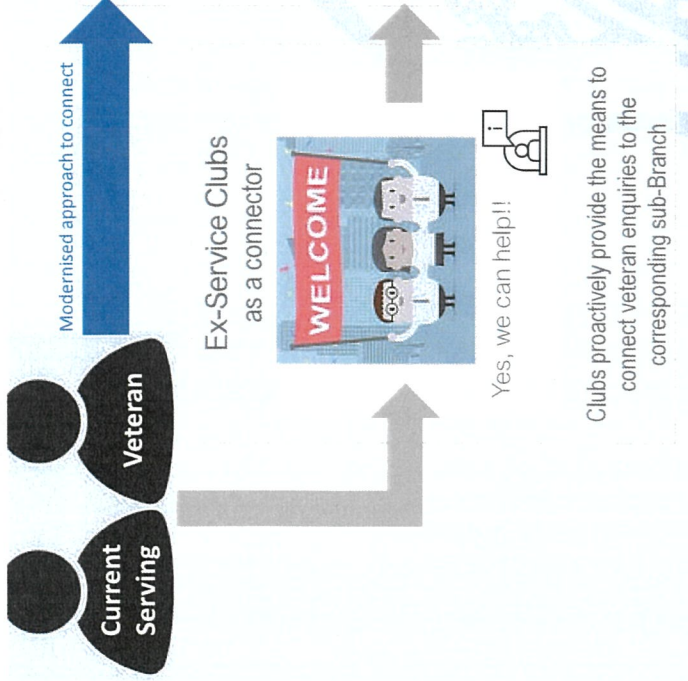 Current
Serving
Veteran
Modernised approach to connect
Ex-Service Clubs
as a connector
WELCOME
Yes, we can help!!
i
Clubs proactively provide the means to
connect veteran enquiries to the
corresponding sub-Branch